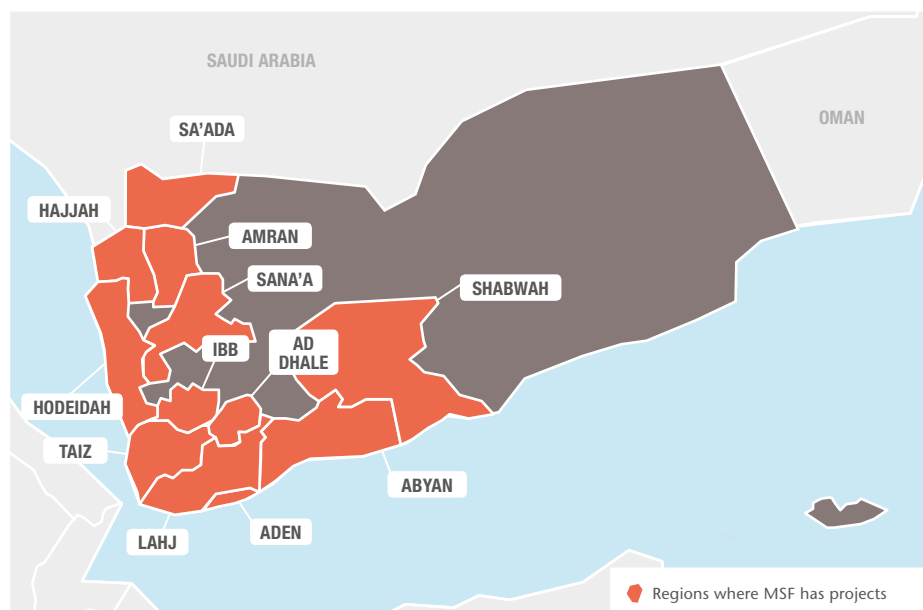 SAUDI ARABIA
OMAN
SA'ADA
HAJJAH
AMRAN
SANA'A
SHABWAH
IBB
AD
DHALE
HODEIDAH
TAIZ
ABYAN
ADEN
LAHJ
Regions where MSF has projects